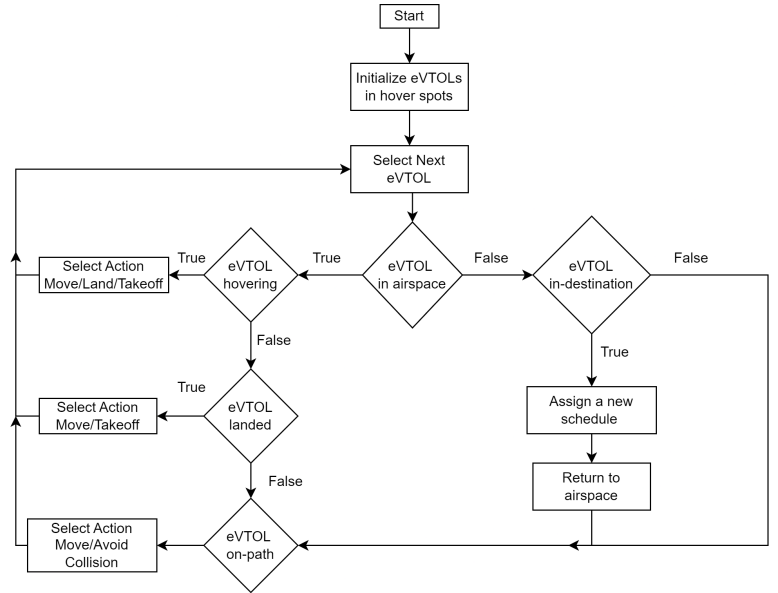 Start
Initialize eVTOLs
in hover spots
Select Next
eVTOL
eVTOL
in airspace
True
False
eVTOL
hovering
True
Select Action
Move/Land/Takeoff
eVTOL
in-destination
False
False
True
eVTOL
landed
True
Select Action
Move/Takeoff
Assign a new
schedule
False
Return to
airspace
eVTOL
on-path
Select Action
Move/Avoid
Collision